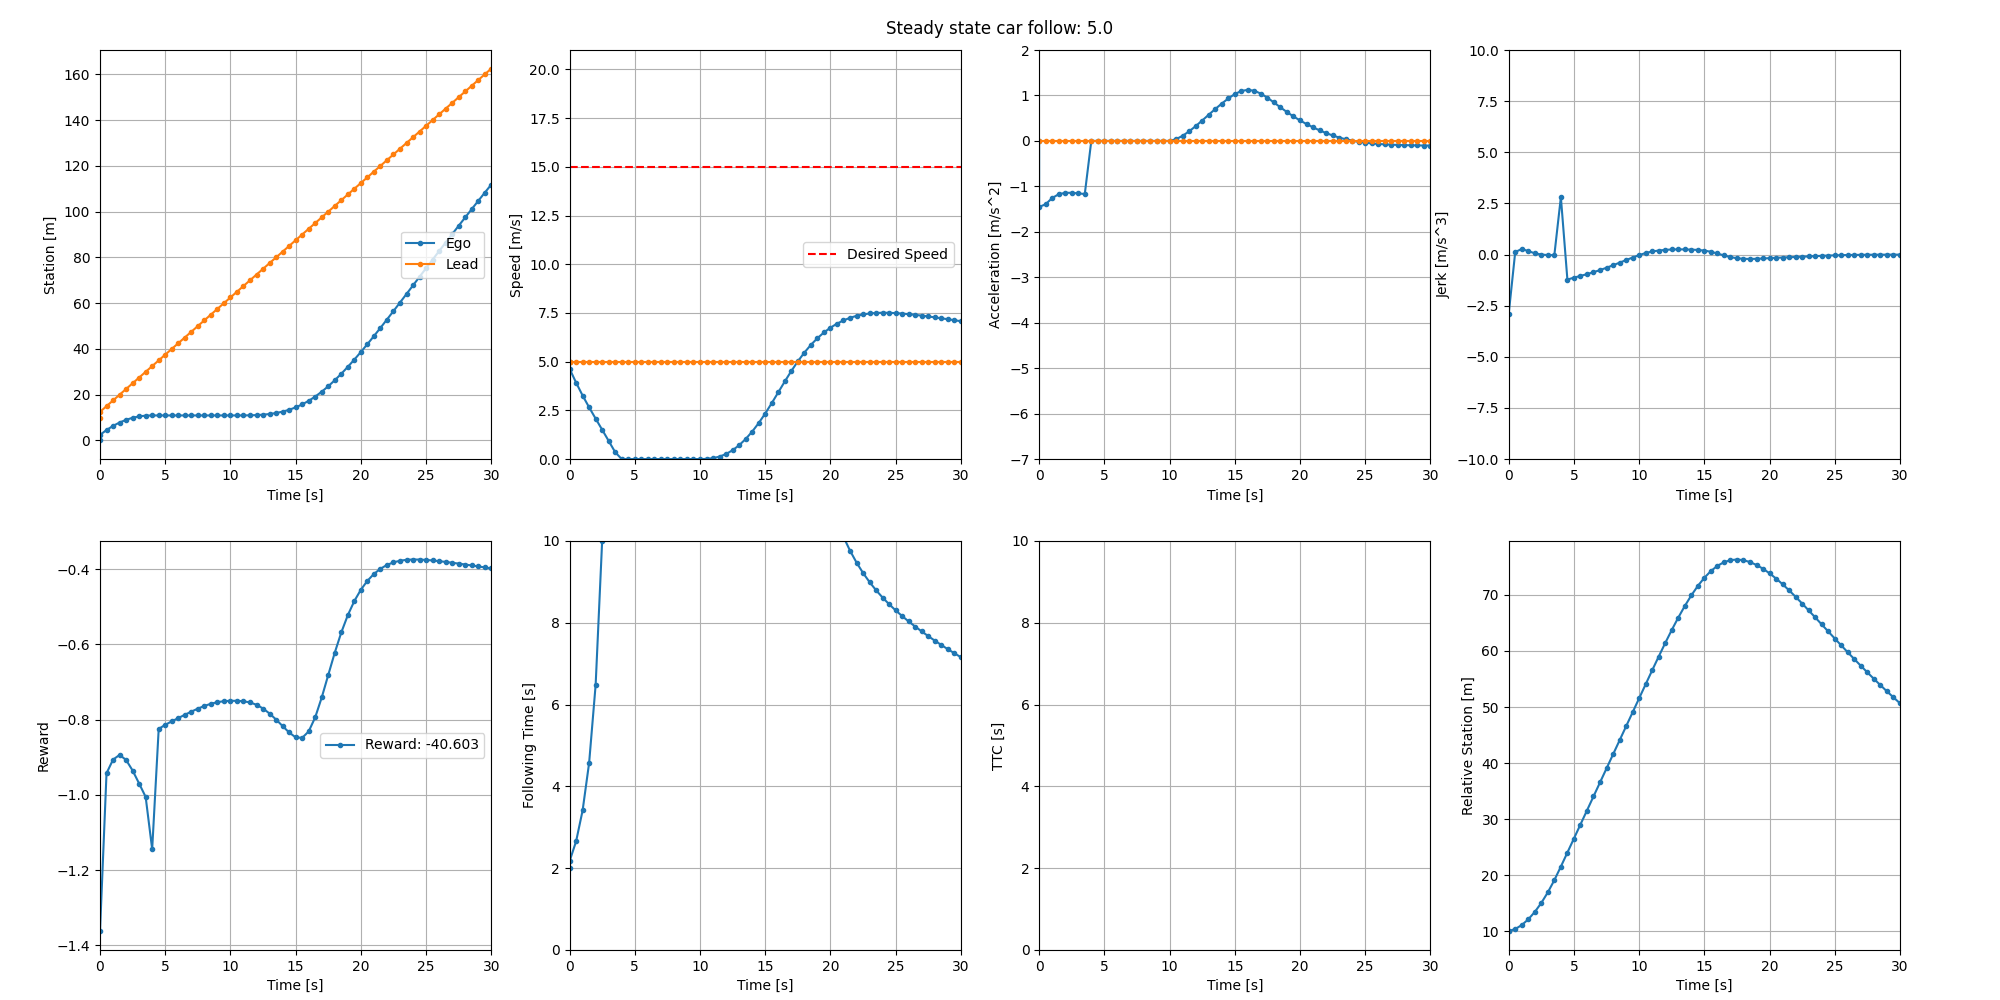 Steady state car follow: 5.0
160
140
120
100
80
60
40
20
0
Station [m]
Ego
Lead
0 5 10 15 20 25 30
Time [s]
20.0
17.5
15.0
12.5
10.0
7.5
5.0
2.5
0.0
Speed [m/s]
Desired Speed
0 5 10 15 20 25 30
Time [s]
2
1
0
−1
−2
−3
−4
−5
−6
−7
Acceleration [m/s^2]
0 5 10 15 20 25 30
Time [s]
10.0
7.5
5.0
2.5
0.0
−2.5
−5.0
−7.5
−10.0
Jerk [m/s^3]
0 5 10 15 20 25 30
Time [s]
−0.4
−0.6
−0.8
−1.0
−1.2
−1.4
Reward
Reward: -40.603
0 5 10 15 20 25 30
Time [s]
10
8
6
4
2
0
Following Time [s]
0 5 10 15 20 25 30
Time [s]
10
8
6
4
2
0
TTC [s]
0 5 10 15 20 25 30
Time [s]
70
60
50
40
30
20
10
Relative Station [m]
0 5 10 15 20 25 30
Time [s]